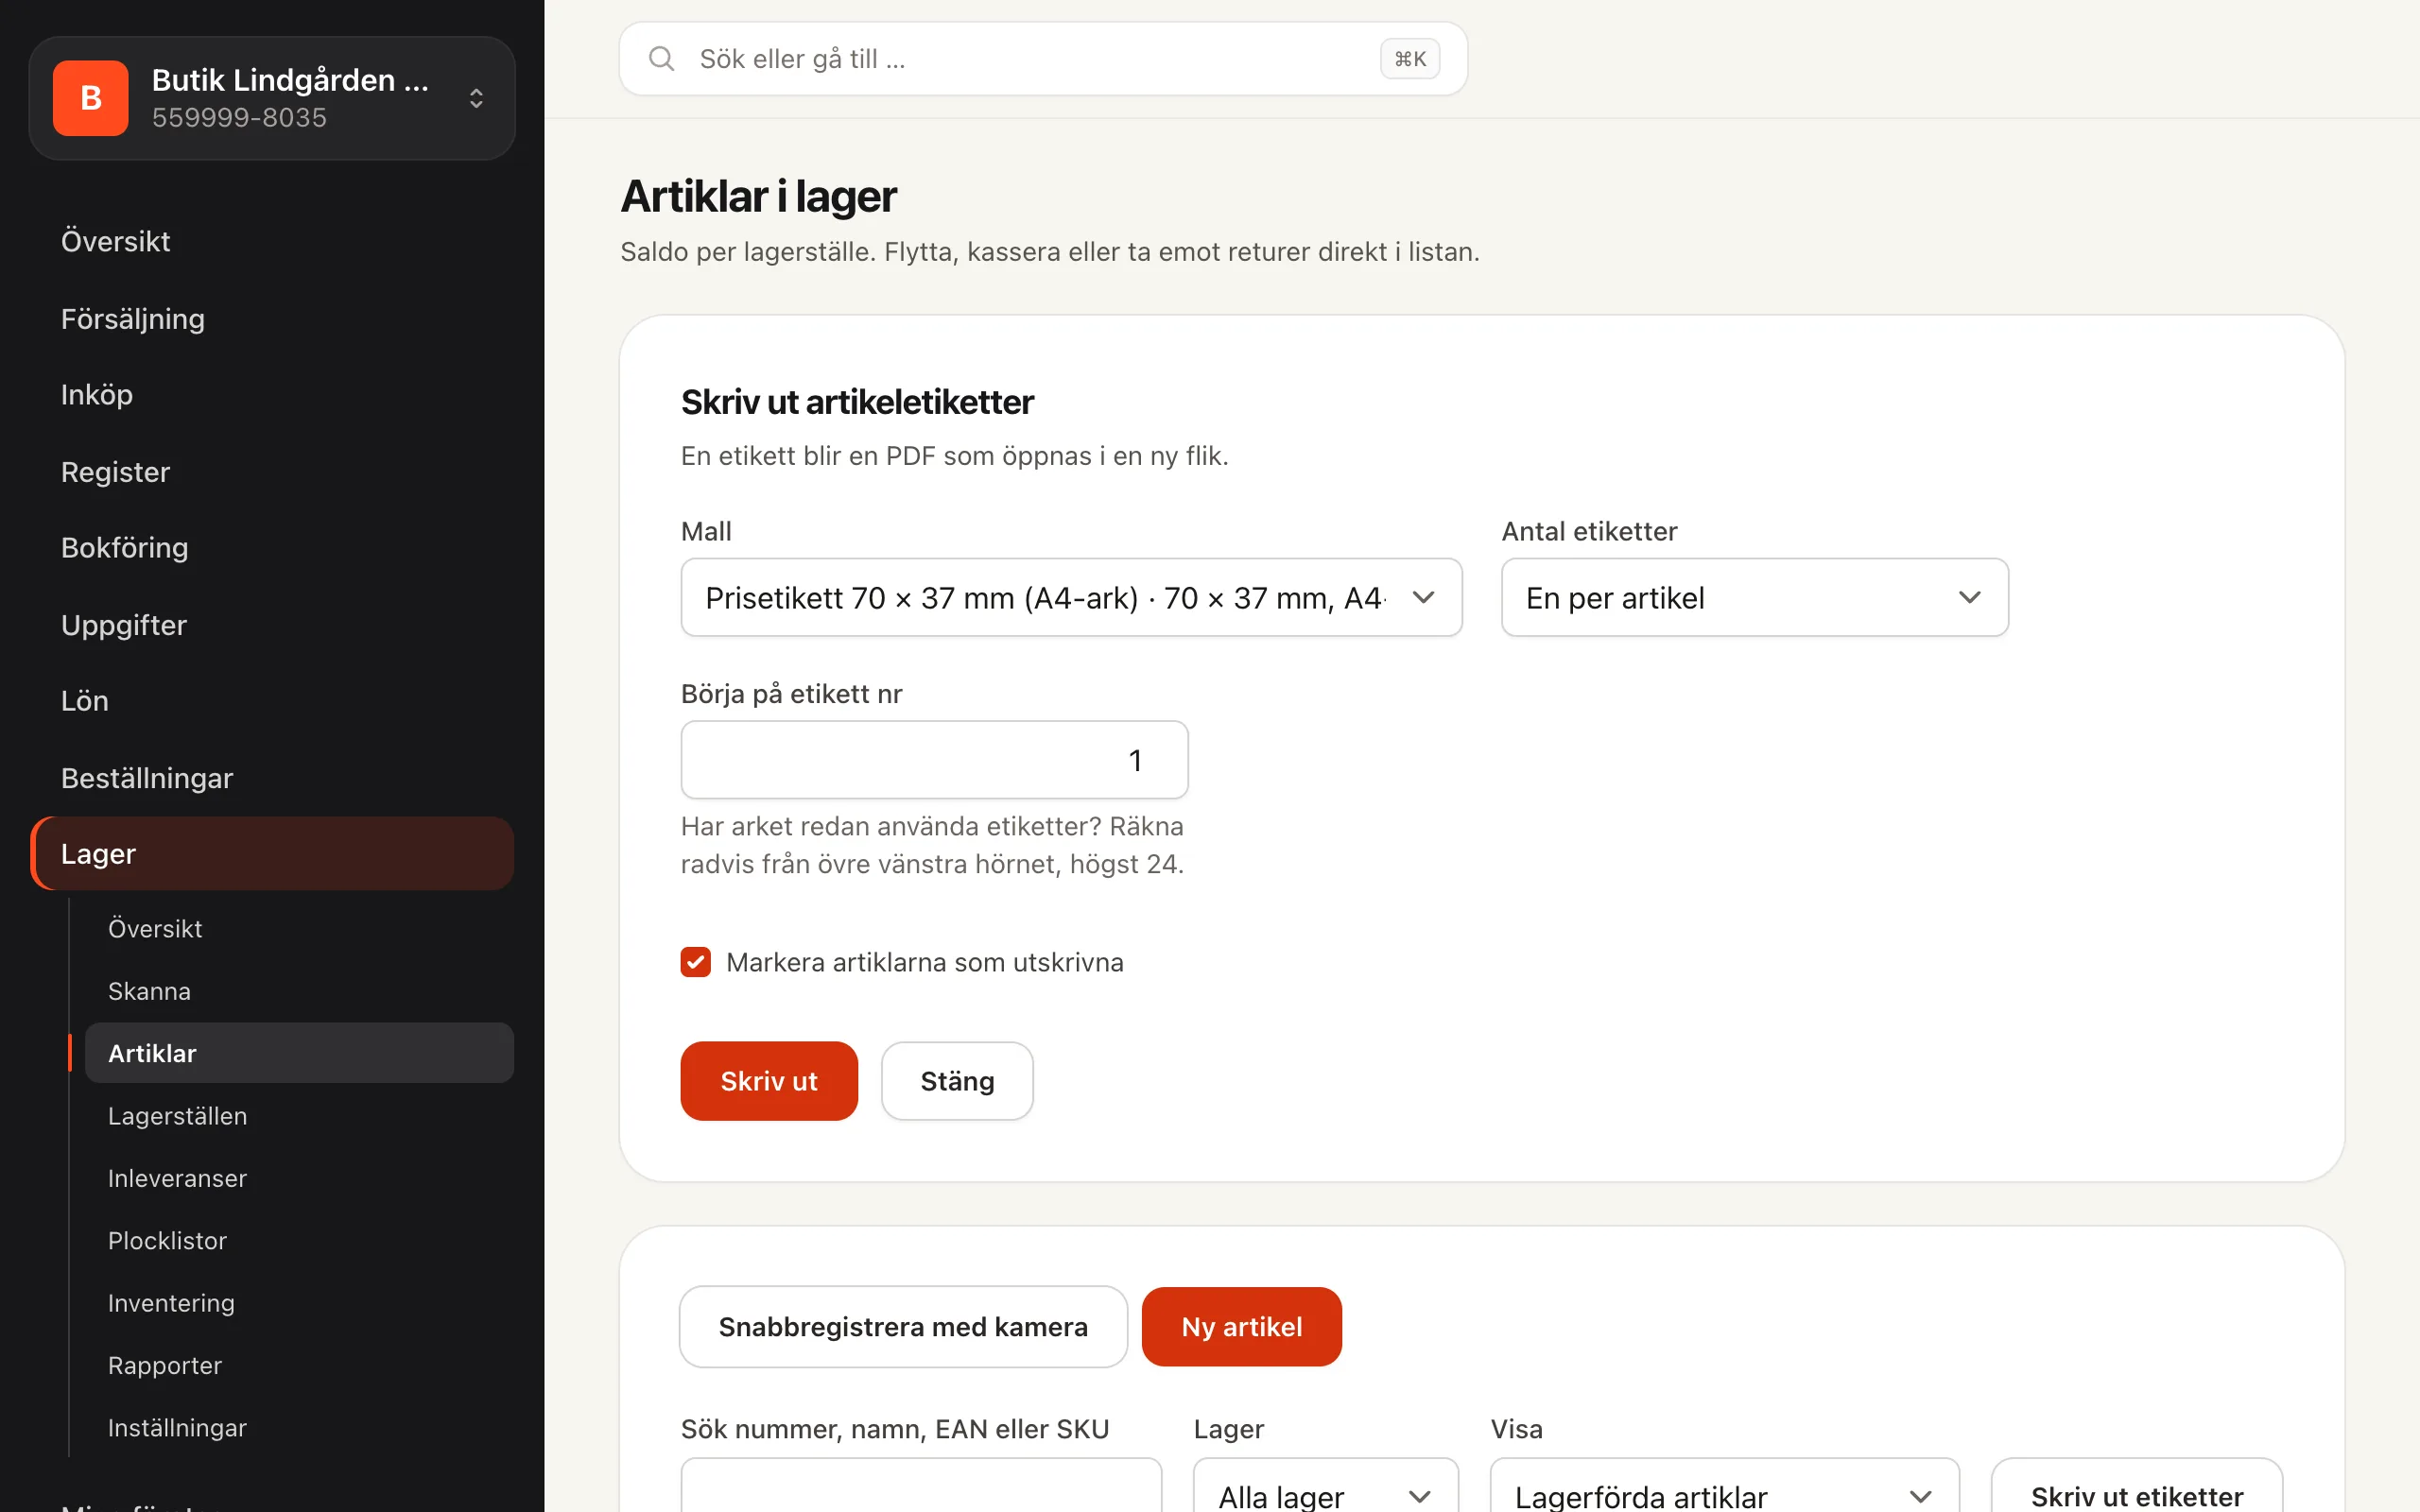 B
Butik Lindgården ...
559999-8035
Översikt
Försäljning
Inköp
Register
Bokföring
Uppgifter
Lön
Beställningar
Lager
Översikt
Skanna
Artiklar
Lagerställen
Inleveranser
Plocklistor
Inventering
Rapporter
Inställningar
Sök eller gå till ...
⌘K
Artiklar i lager
Saldo per lagerställe. Flytta, kassera eller ta emot returer direkt i listan.
Skriv ut artikeletiketter
En etikett blir en PDF som öppnas i en ny flik.
Mall
Antal etiketter
Prisetikett 70 × 37 mm (A4-ark) · 70 × 37 mm, A4-
En per artikel
Börja på etikett nr
1
Har arket redan använda etiketter? Räkna
radvis från övre vänstra hörnet, högst 24.
Markera artiklarna som utskrivna
Skriv ut
Stäng
Snabbregistrera med kamera
Ny artikel
Sök nummer, namn, EAN eller SKU
Lager
Visa
Alla lager
Lagerförda artiklar
Skriv ut etiketter